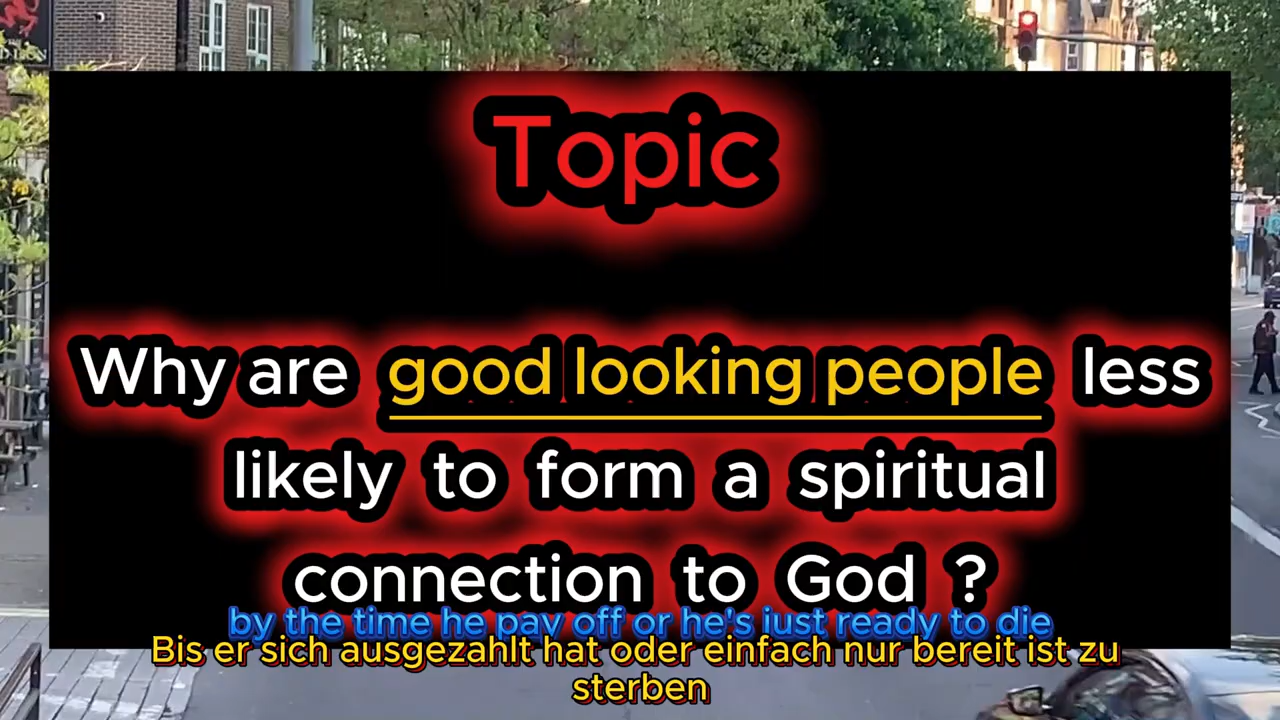 Topic
Why are good looking people less
likely to form a spiritual
connection to God ?
by the time he pay off or he's just ready to die
Bis er sich ausgezahlt hat oder einfach nur bereit ist zu
sterben